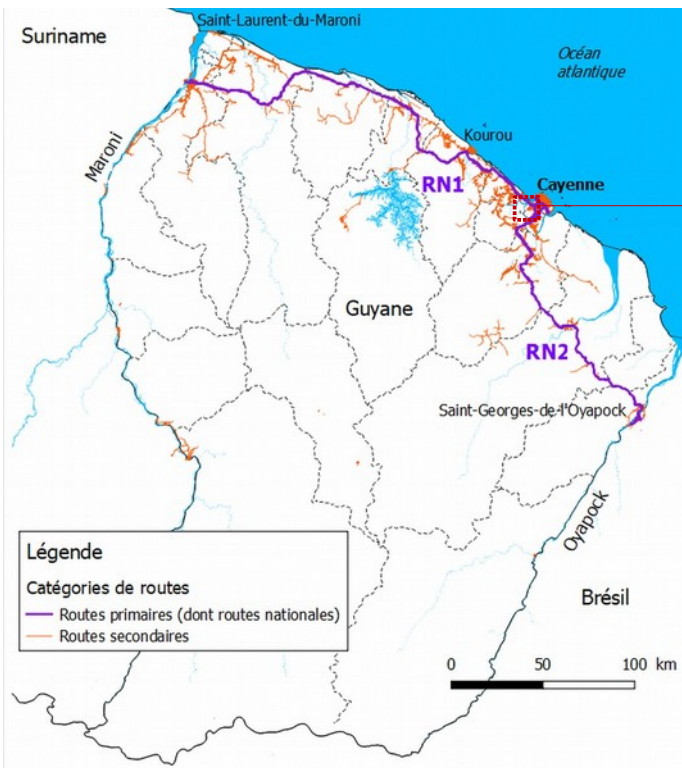 Saint-Laurent-du-Maroni
Suriname
Océan
atlantique
Maroni
Kourou
RN1
Cayenne
Guyane
RN2
Saint-Georges-de-l'Oyapock
Oyapock
Légende
Catégories de routes
Routes primaires (dont routes nationales)
Routes secondaires
Brésil
0 50 100 km